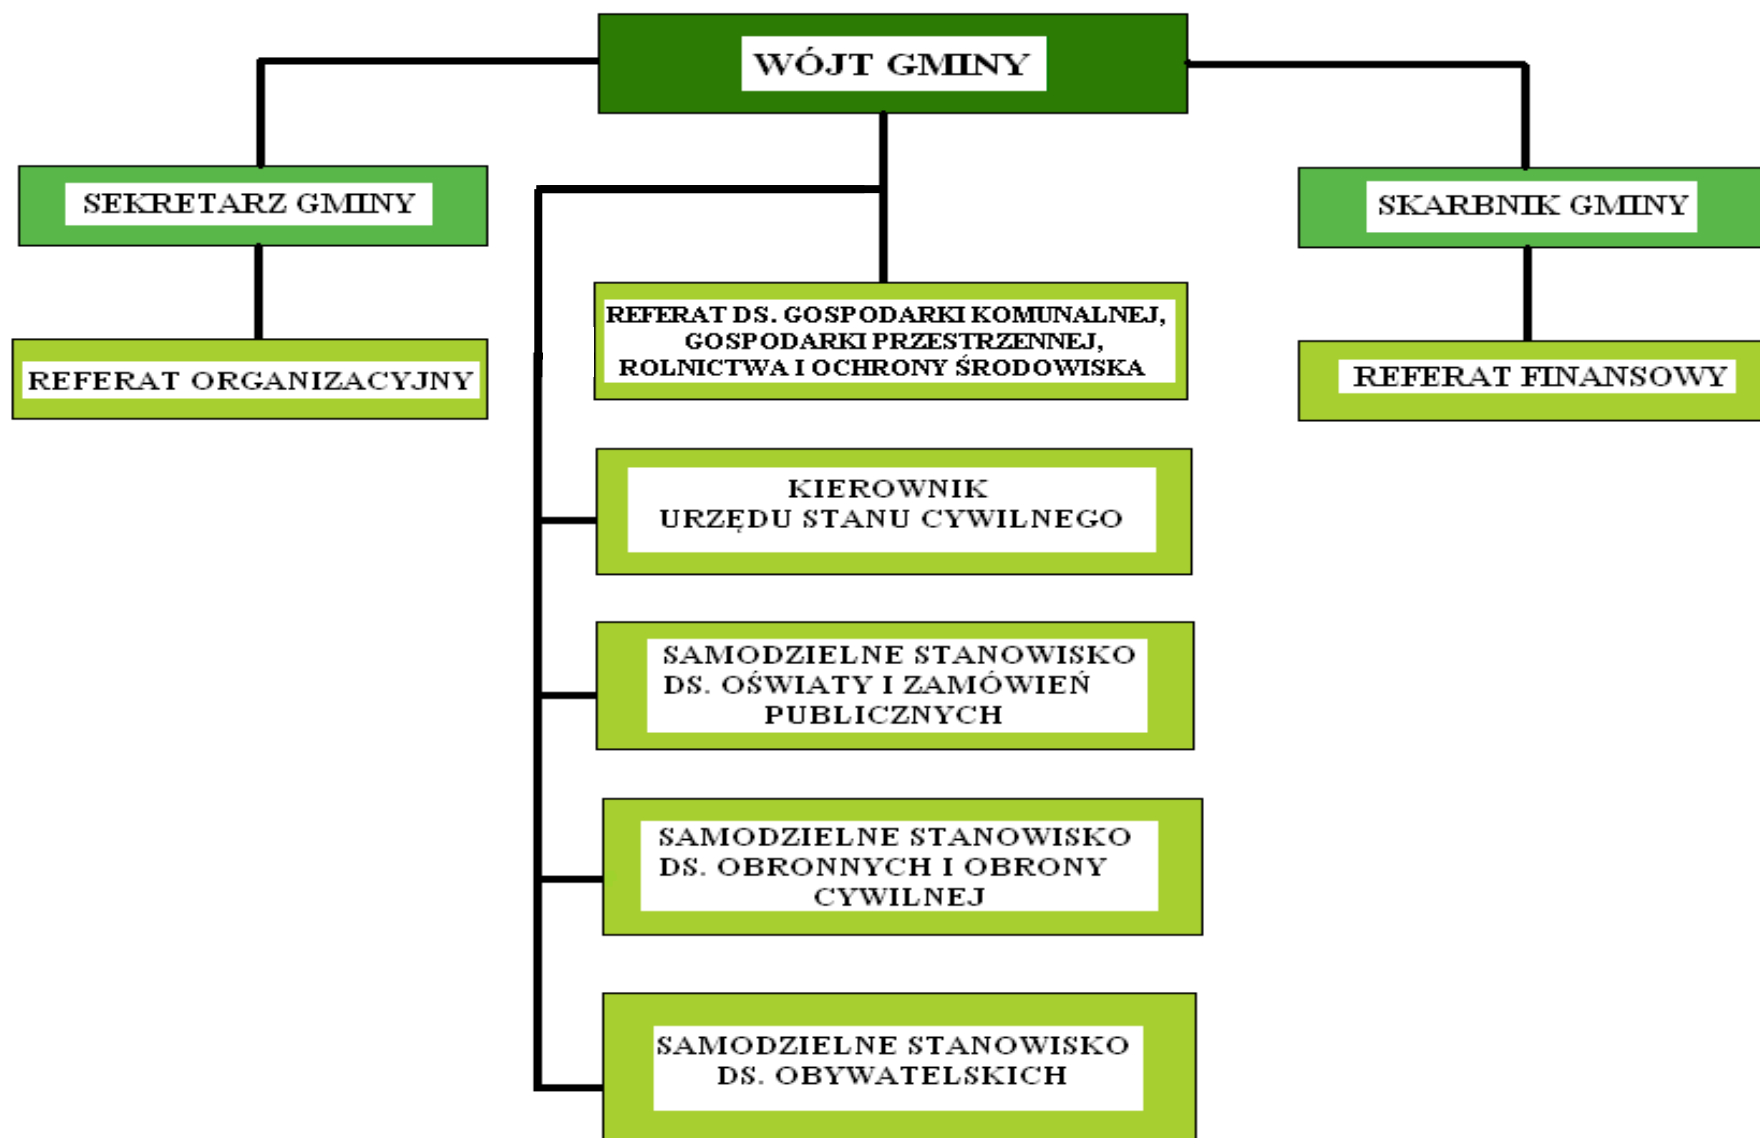 WÓJT GMINY
SEKRETARZ GMINY
SKARBNIK GMINY
REFERAT ORGANIZACYJNY
REFERAT DS. GOSPODARKI KOMUNALNEJ,
GOSPODARKI PRZESTRZENNEJ,
ROLNICTWA I OCHRONY ŚRODOWISKA
REFERAT FINANSOWY
KIEROWNIK
URZĘDU STANU CYWILNEGO
SAMODZIELNE STANOWISKO
DS. OŚWIATY I ZAMÓWIEŃ
PUBLICZNYCH
SAMODZIELNE STANOWISKO
DS. OBRONNYCH I OBRONY
CYWILNEJ
SAMODZIELNE STANOWISKO
DS. OBYWATELSKICH